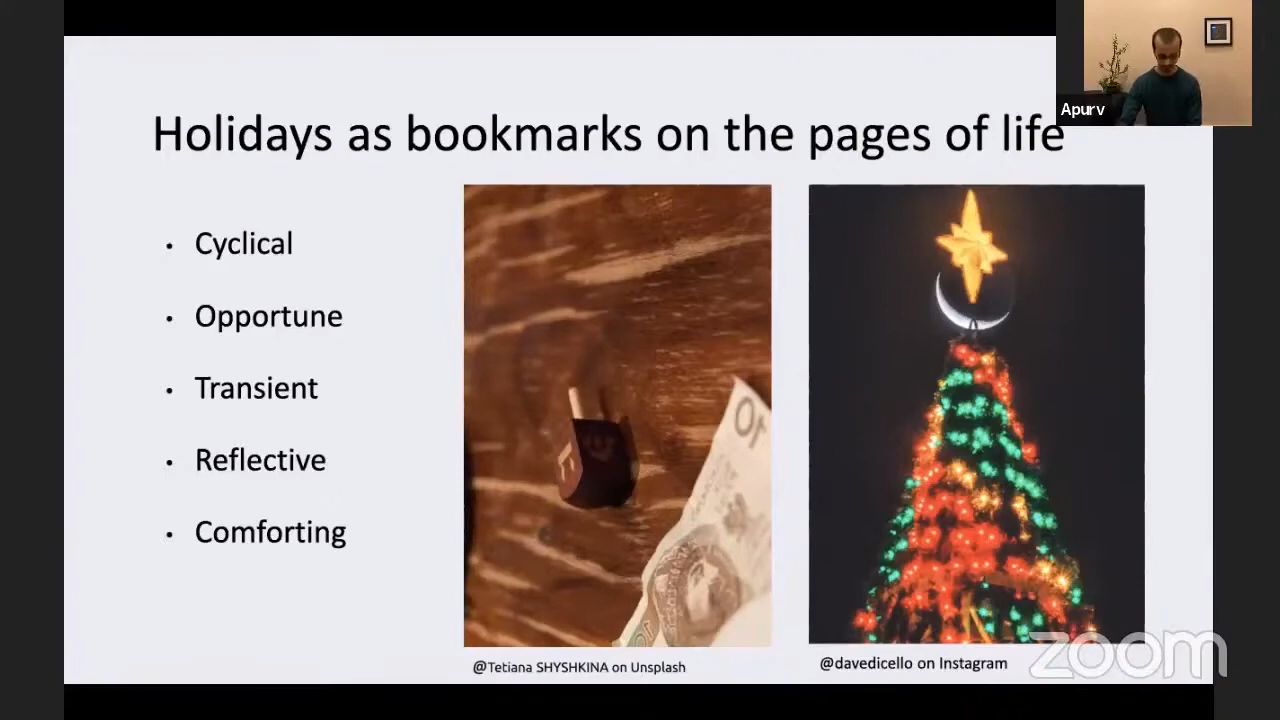 Holidays as bookmarks on the pages of life
Apurv
• Cyclical
• Opportune
• Transient
• Reflective
• Comforting
10
@Tetiana SHYSHKINA on Unsplash
@davedicello on Instagram
zoom